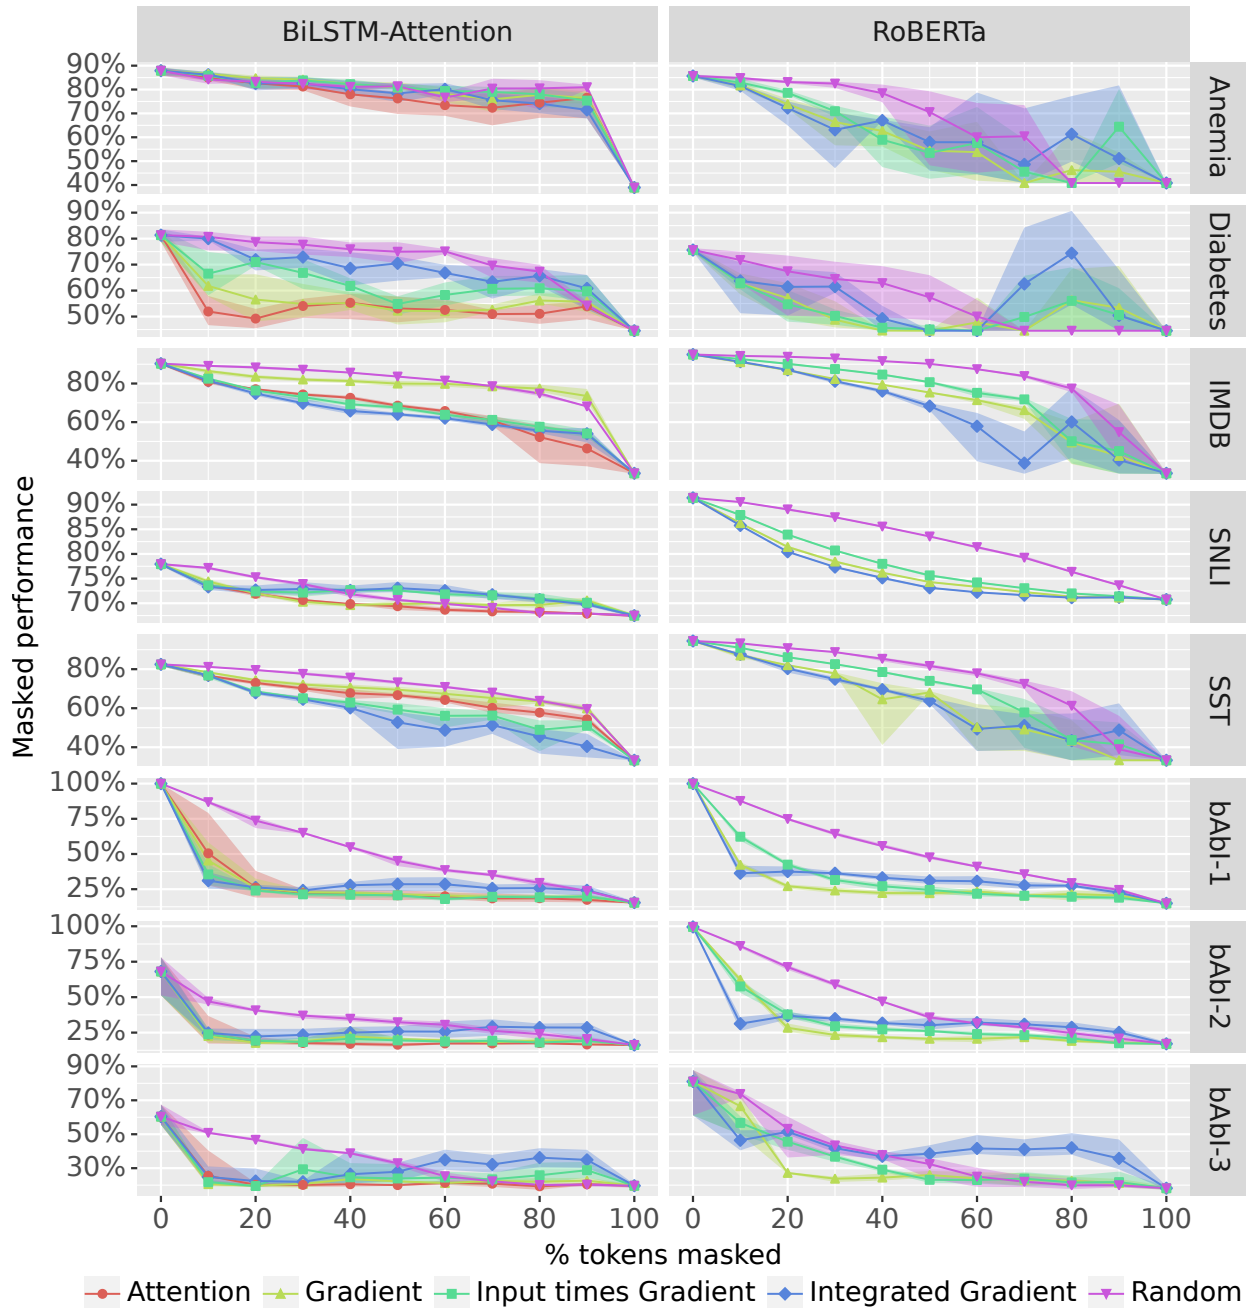 BiLSTM-Attention RoBERTa
90%
80%
70%
60%
50%
40%
Anemia
90%
80%
70%
60%
50%
Diabetes
80%
60%
40%
IMDB
90%
85%
80%
75%
70%
SNLI
80%
60%
40%
SST
100%
75%
50%
25%
bAbI-1
100%
75%
50%
25%
bAbI-2
90%
70%
50%
30%
bAbI-3
Masked performance
0 20 40 60 80 100 0 20 40 60 80 100
% tokens masked
Attention Gradient Input times Gradient Integrated Gradient Random